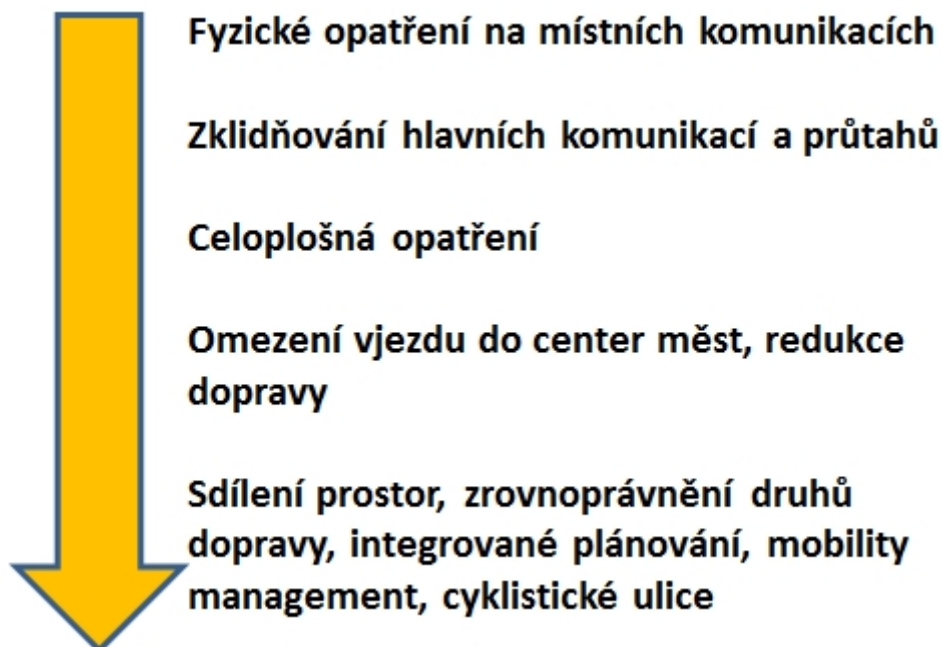 Fyzické opatření na místních komunikacích
Zklidňování hlavních komunikací a průtahů
Celoplošná opatření
Omezení vjezdu do center měst, redukce
dopravy
Sdílení prostor, zrovnoprávnění druhů
dopravy, integrované plánování, mobility
management, cyklistické ulice